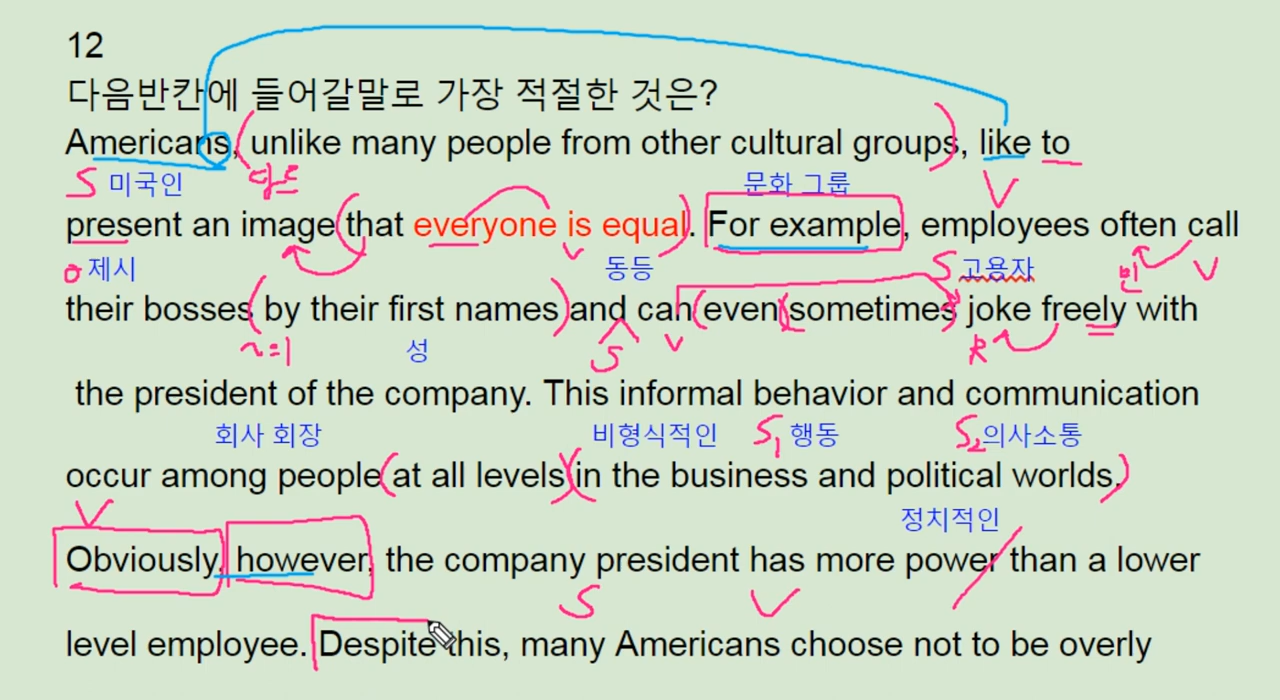 12
다음반칸에 들어갈말로 가장 적절한 것은?
Americans, (unlike many people from other cultural groups), like to
S 미국인 다른 문화 그룹 V
present an image (that everyone is equal). For example, employees often call
o 제시 v 동등 S 고용자 빈 V
their bosses (by their first names) and can (even (sometimes) joke freely with
~=1 성 S v R
the president of the company. This informal behavior and communication
회사 회장 비형식적인 S1 행동 S2 의사소통
occur among people (at all levels) (in the business and political worlds.)
V 정치적인
Obviously, however, the company president has more power / than a lower
S V
level employee. Despite this, many Americans choose not to be overly